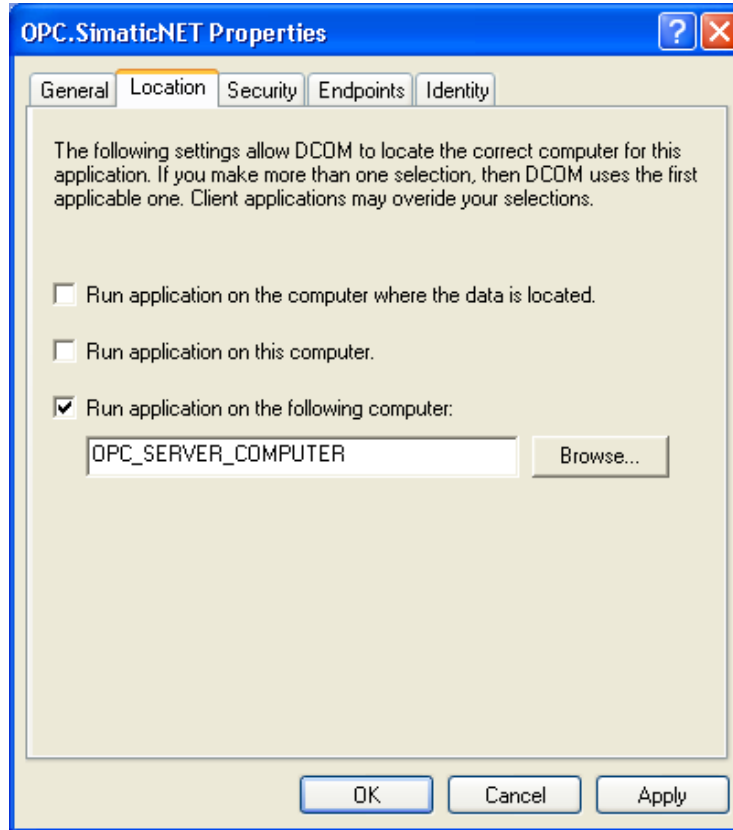 OPC.SimaticNET Properties
?
X
General Location Security Endpoints Identity
The following settings allow DCOM to locate the correct computer for this
application. If you make more than one selection, then DCOM uses the first
applicable one. Client applications may overide your selections.
Run application on the computer where the data is located.
Run application on this computer.
Run application on the following computer:
OPC_SERVER_COMPUTER Browse...
OK Cancel Apply